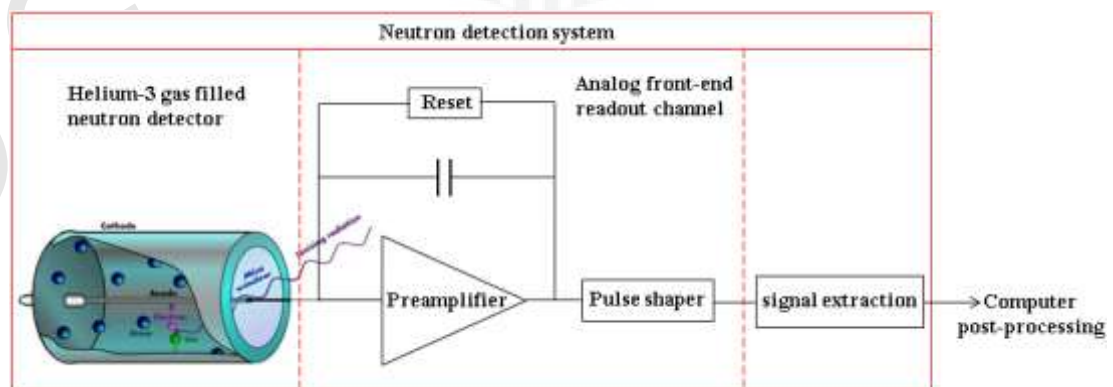 Neutron detection system
Helium-3 gas filled
neutron detector
Reset
Analog front-end
readout channel
Cathode
Preamplifier
Pulse shaper
signal extraction
Computer
post-processing